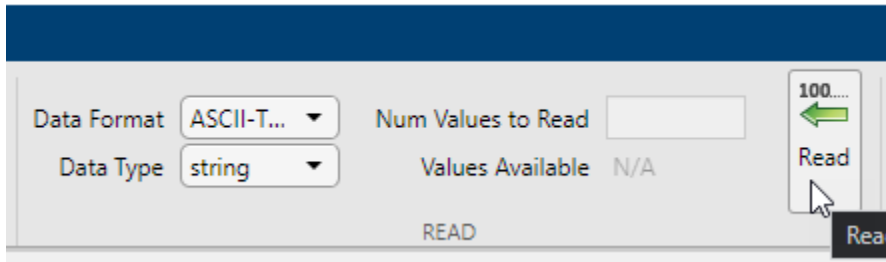 Data Format ASCII-T... Num Values to Read 100.... Read
Data Type string Values Available N/A
READ
Rea